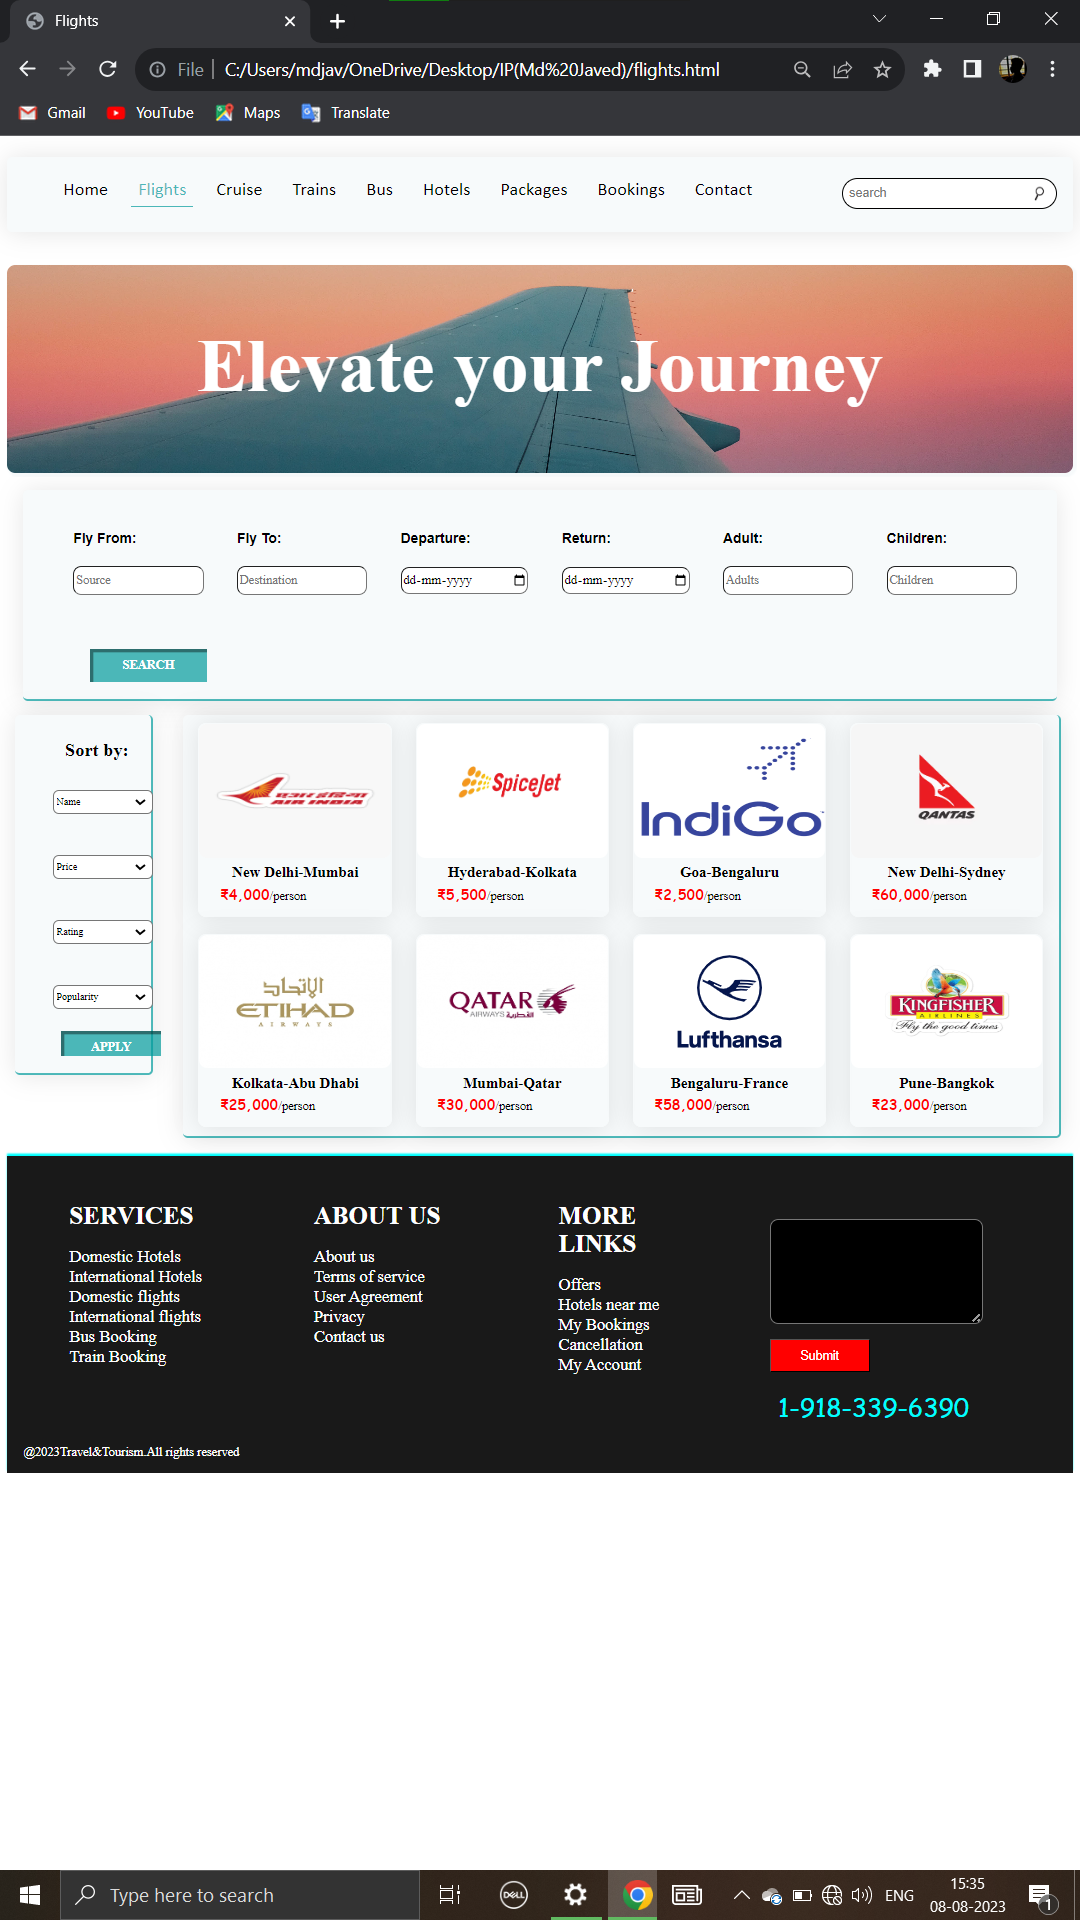 Flights
File
C:/Users/mdjav/OneDrive/Desktop/IP(Md%20Javed)/flights.html
Gmail YouTube Maps Translate
Home Flights Cruise Trains Bus Hotels Packages Bookings Contact search
Elevate your Journey
Fly From: Fly To: Departure: Return: Adult: Children:
Source Destination dd-mm-yyyy dd-mm-yyyy Adults Children
SEARCH
Sort by:
Name
Price
Rating
Popularity
APPLY
एअर इंडिया
AIR INDIA
SpiceJet
IndiGo
QANTAS
New Delhi-Mumbai Hyderabad-Kolkata Goa-Bengaluru New Delhi-Sydney
₹4,000/person ₹5,500/person ₹2,500/person ₹60,000/person
الإتحاد
ETIHAD
AIRWAYS
QATAR
AIRWAYS القطرية
Lufthansa
KINGFISHER
AIRLINES
Fly the good times
Kolkata-Abu Dhabi Mumbai-Qatar Bengaluru-France Pune-Bangkok
₹25,000/person ₹30,000/person ₹58,000/person ₹23,000/person
SERVICES
Domestic Hotels
International Hotels
Domestic flights
International flights
Bus Booking
Train Booking
ABOUT US
About us
Terms of service
User Agreement
Privacy
Contact us
MORE
LINKS
Offers
Hotels near me
My Bookings
Cancellation
My Account
Submit
1-918-339-6390
@2023Travel&Tourism.All rights reserved
Type here to search
DELL
ENG
15:35
08-08-2023
1